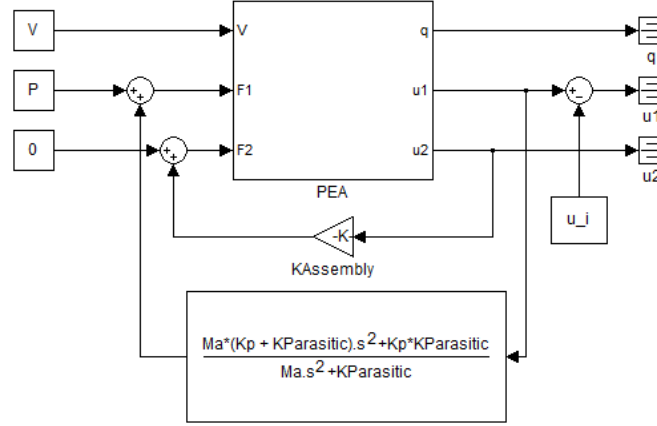 V
V
q
q
P
+
+
F1
u1
+
−
u1
0
+
+
F2
u2
u2
PEA
u_i
-K
KAssembly
Ma*(Kp + KParasitic).s²+Kp*KParasitic
Ma.s²+KParasitic